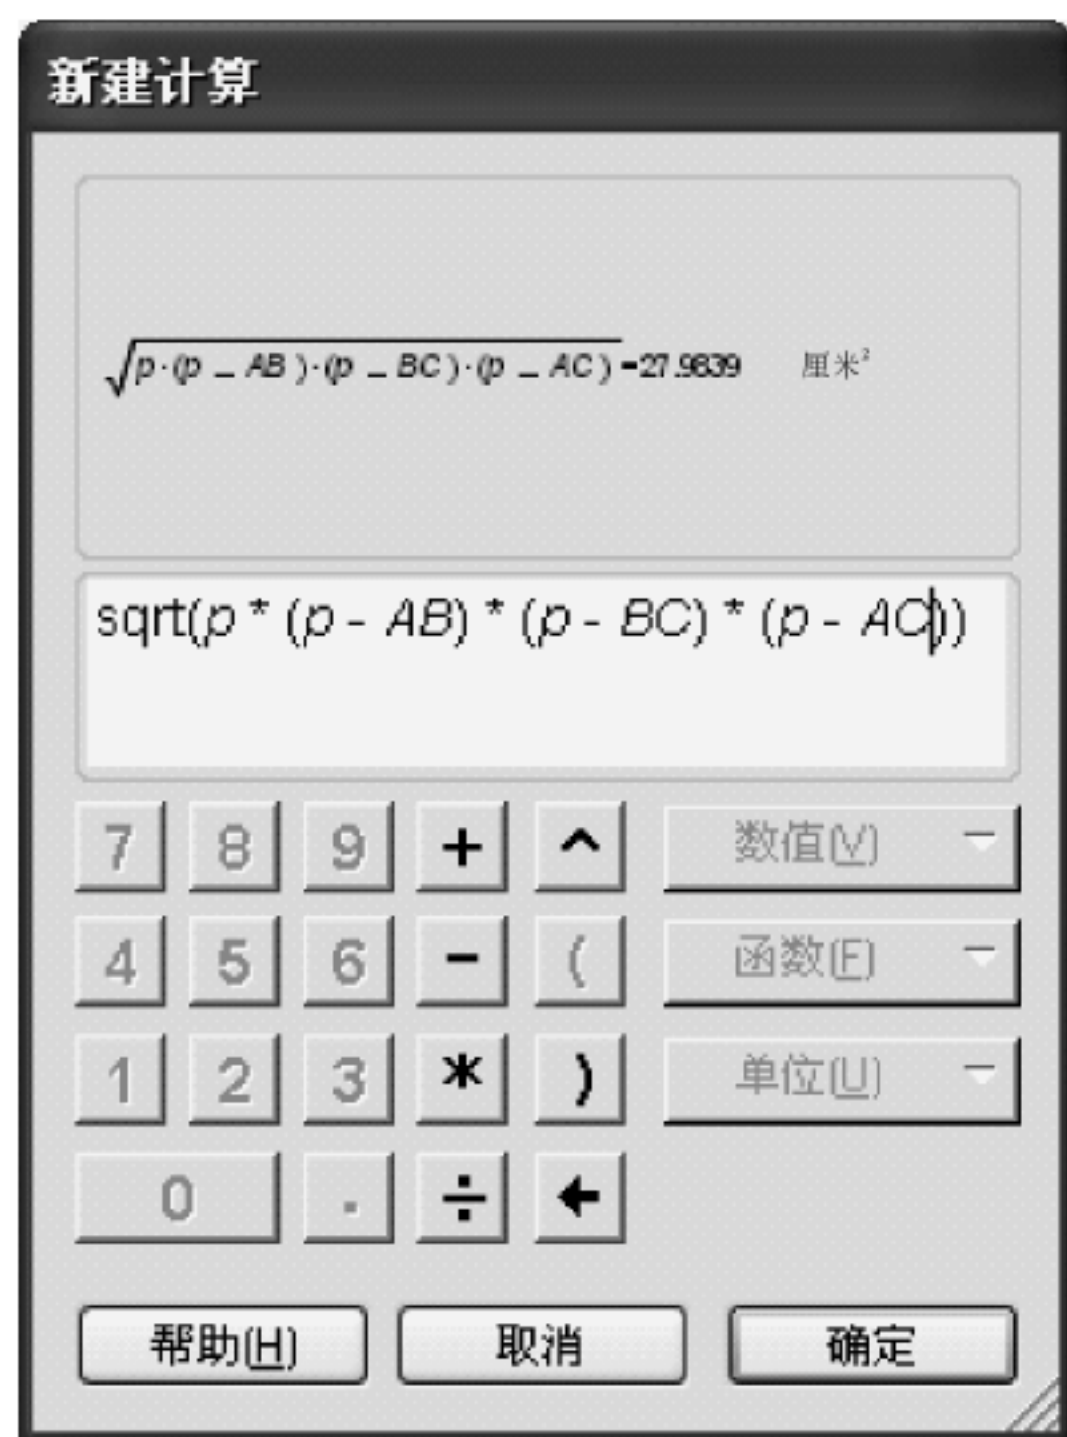 新建计算
√p·(p - AB)·(p - BC)·(p - AC)=27.9839 厘米²
sqrt(p * (p - AB) * (p - BC) * (p - AC))
7 8 9 + ^ 数值(V)
4 5 6 - ( 函数(F)
1 2 3 * ) 单位(U)
0 . ÷ ←
帮助(H) 取消 确定